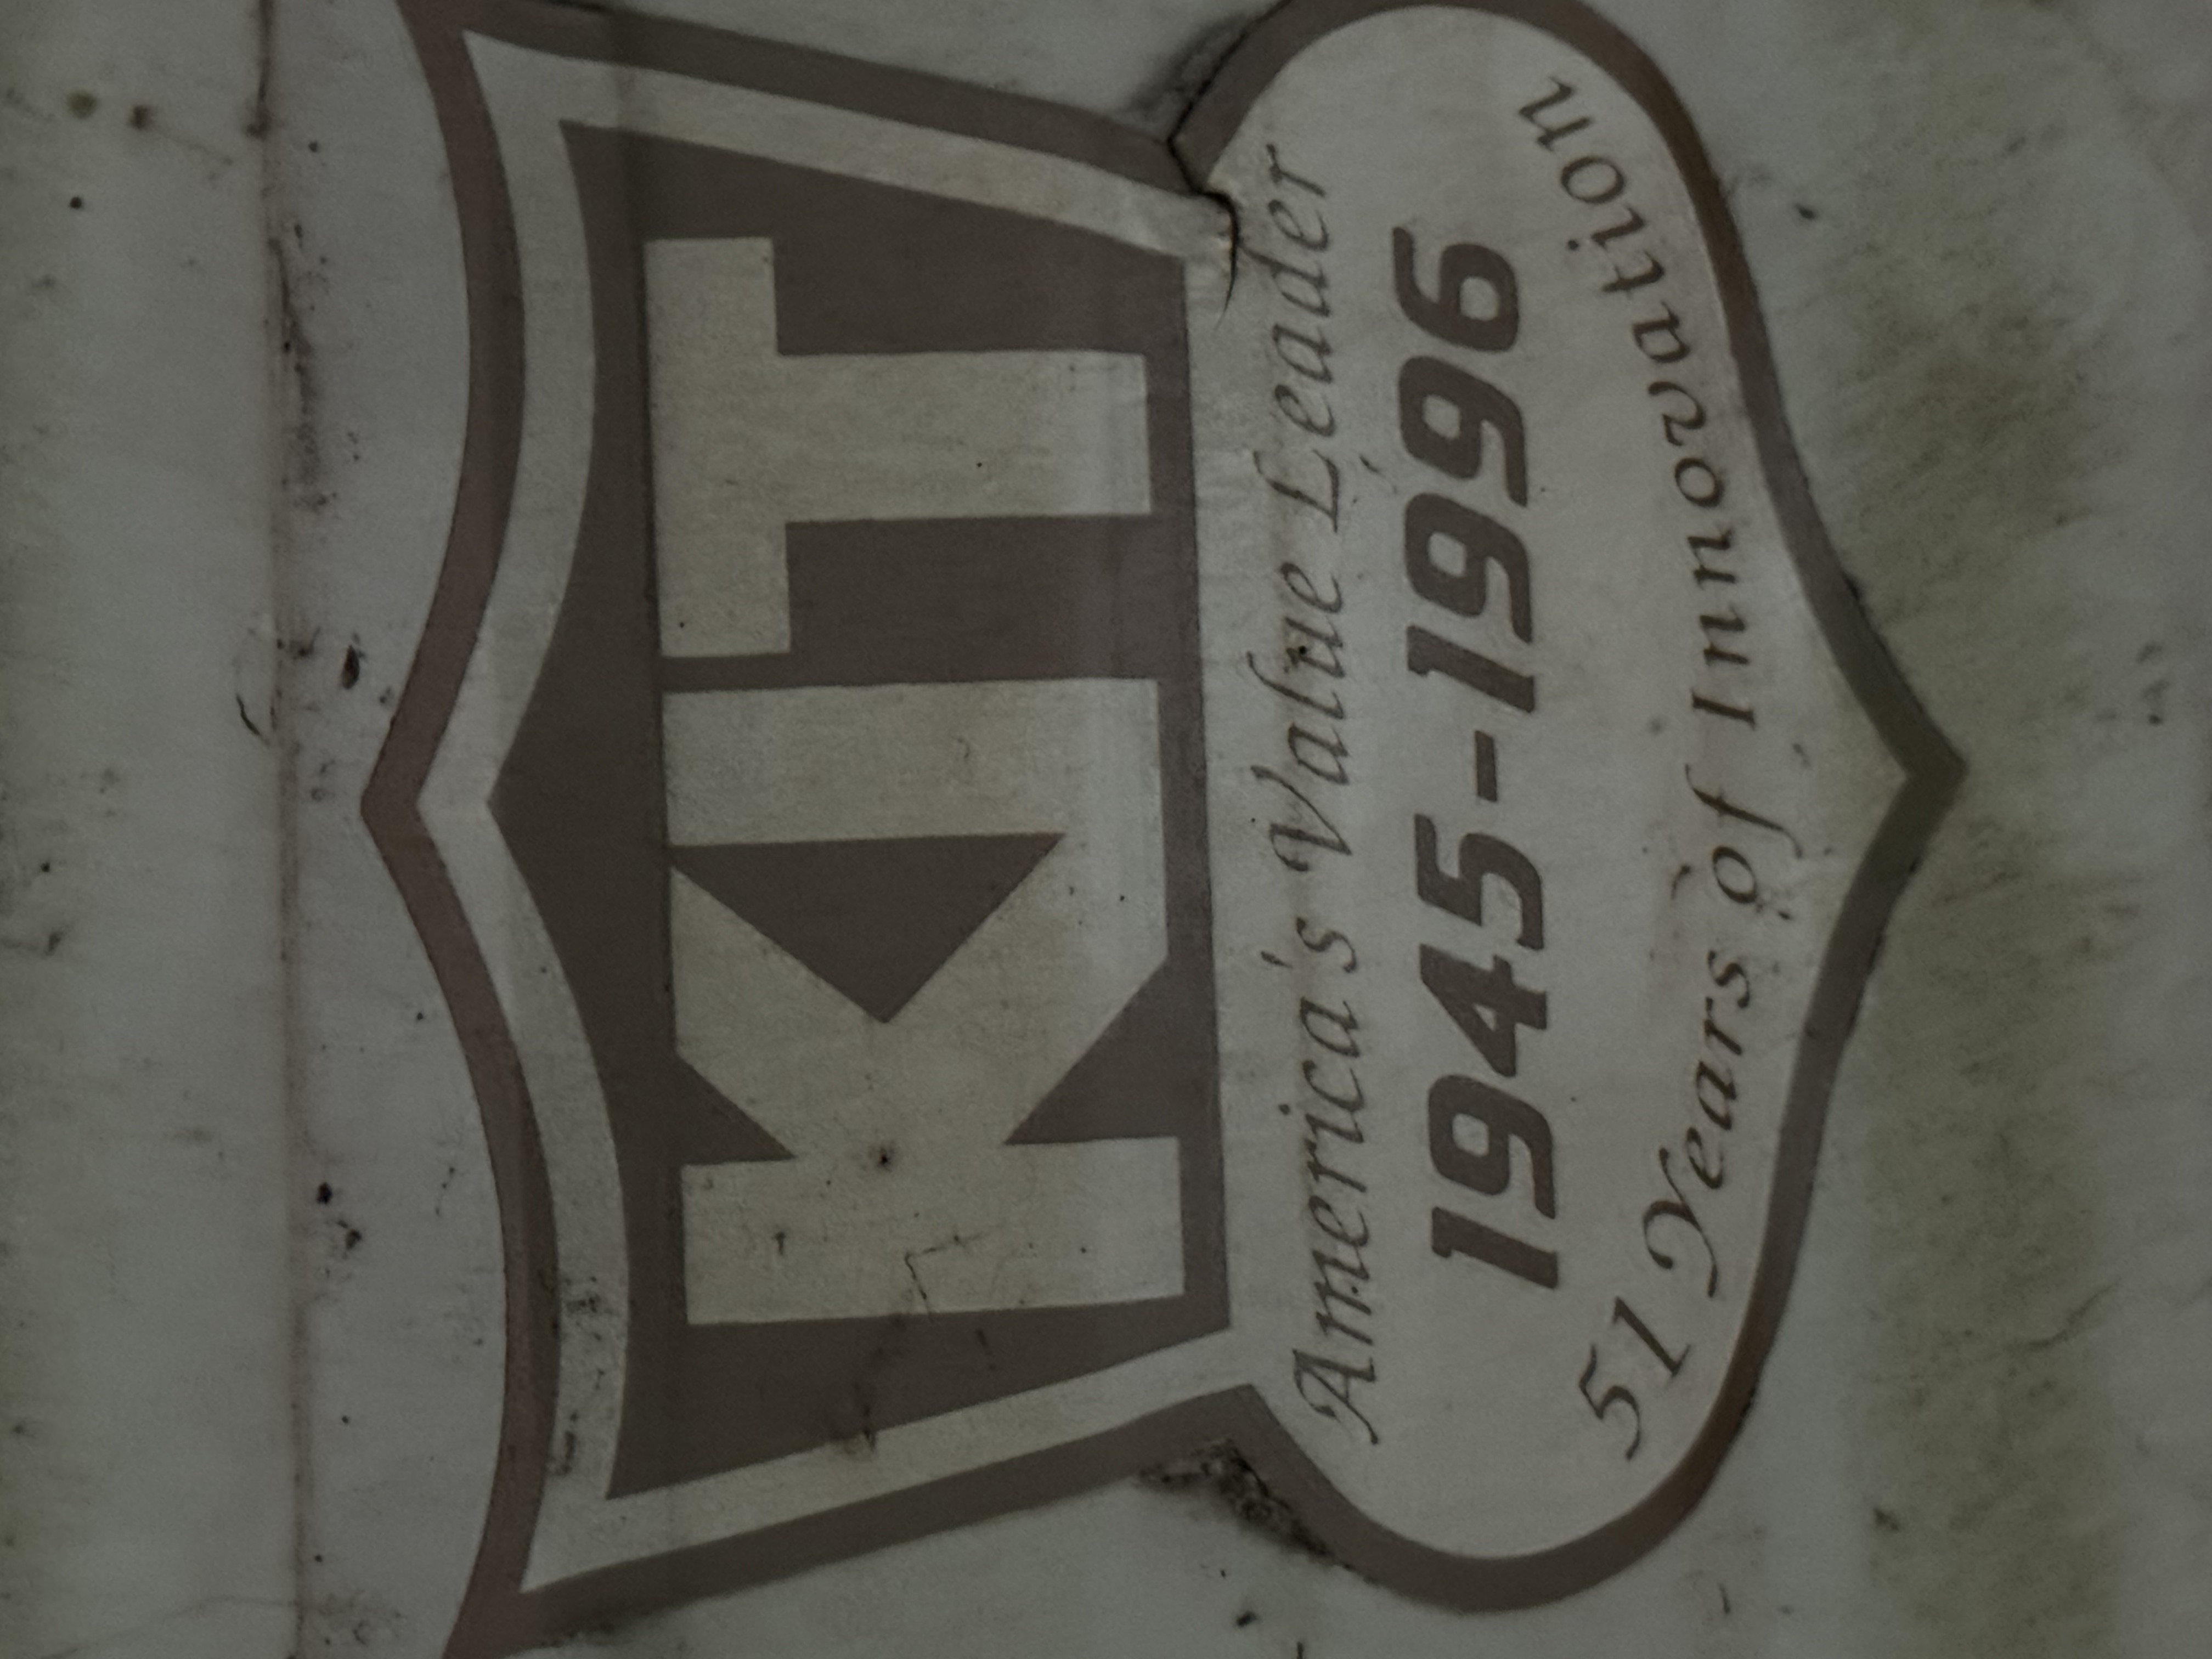 KIT
America's Value Leader
1945-1996
51 Years of Innovation